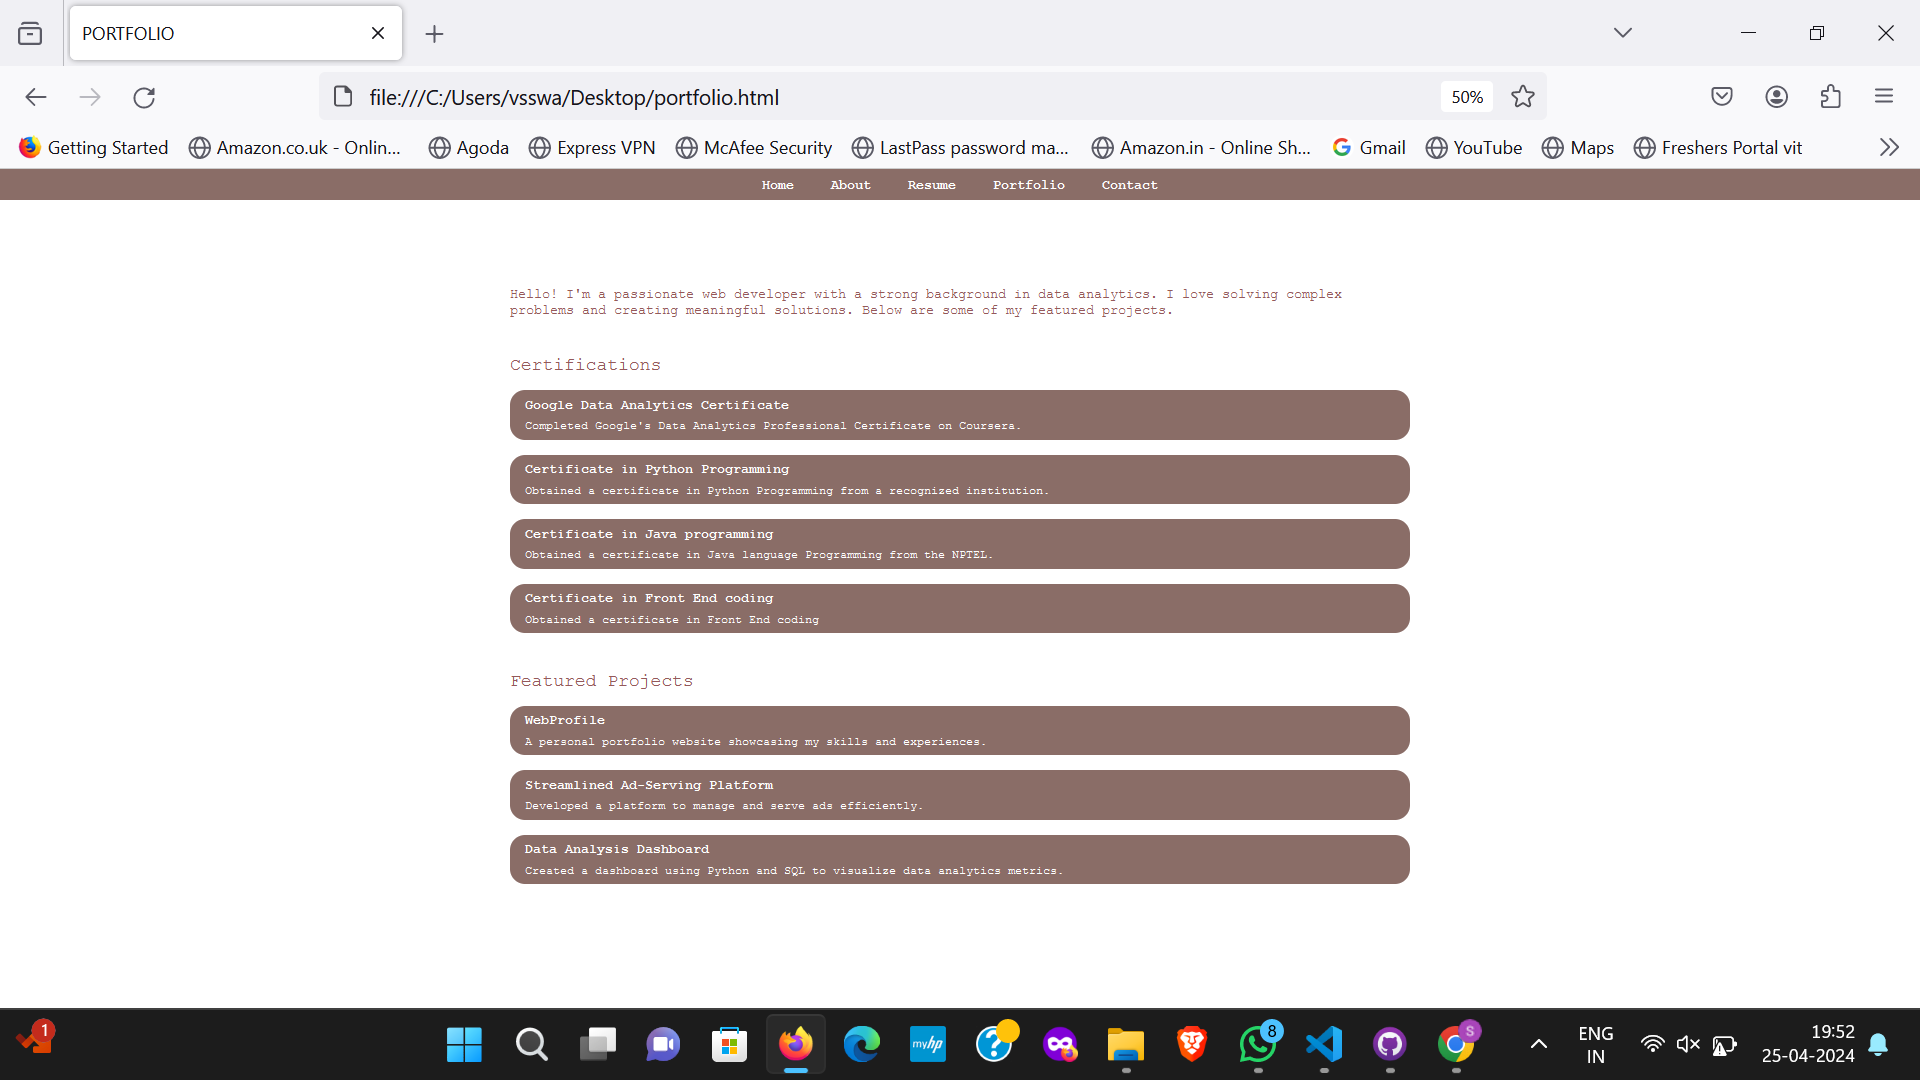 PORTFOLIO
file:///C:/Users/vsswa/Desktop/portfolio.html
50%
Getting Started
Amazon.co.uk - Onlin...
Agoda
Express VPN
McAfee Security
LastPass password ma...
Amazon.in - Online Sh...
Gmail
YouTube
Maps
Freshers Portal vit
Home
About
Resume
Portfolio
Contact
Hello! I'm a passionate web developer with a strong background in data analytics. I love solving complex
problems and creating meaningful solutions. Below are some of my featured projects.
Certifications
Google Data Analytics Certificate
Completed Google's Data Analytics Professional Certificate on Coursera.
Certificate in Python Programming
Obtained a certificate in Python Programming from a recognized institution.
Certificate in Java programming
Obtained a certificate in Java language Programming from the NPTEL.
Certificate in Front End coding
Obtained a certificate in Front End coding
Featured Projects
WebProfile
A personal portfolio website showcasing my skills and experiences.
Streamlined Ad-Serving Platform
Developed a platform to manage and serve ads efficiently.
Data Analysis Dashboard
Created a dashboard using Python and SQL to visualize data analytics metrics.
1
myhp
?
8
S
ENG
IN
19:52
25-04-2024